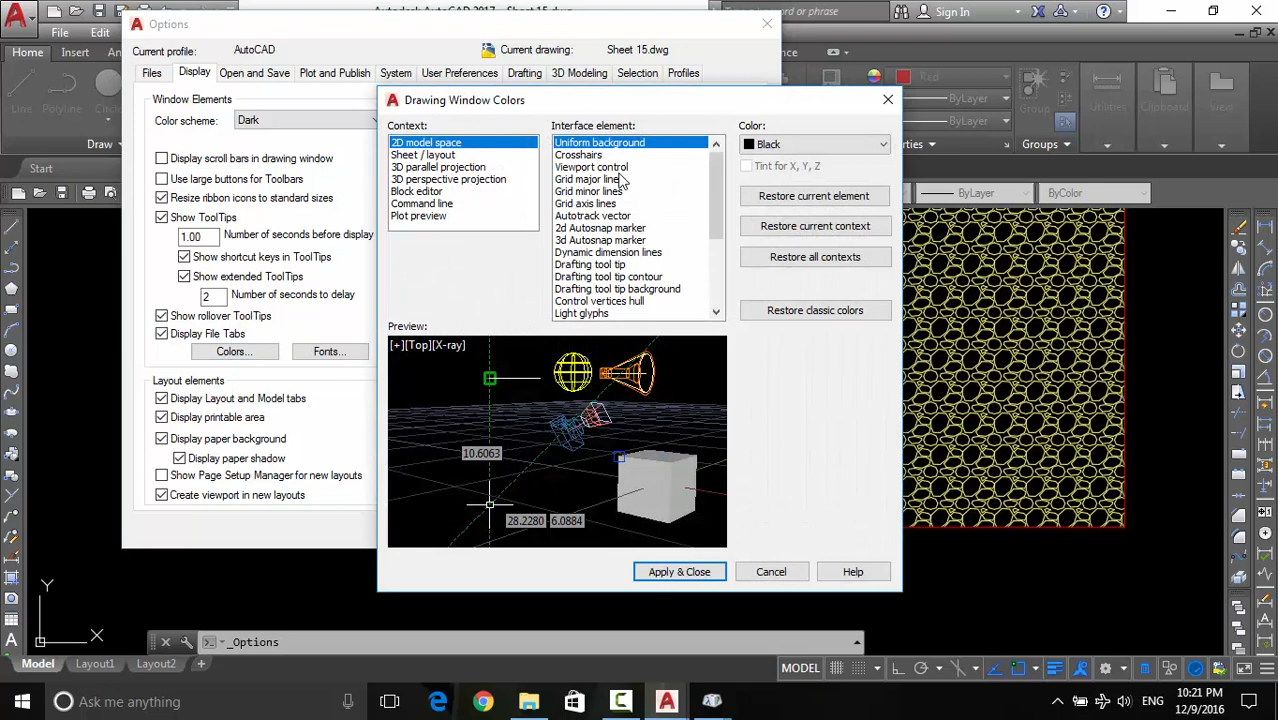 Autodesk AutoCAD 2017 - Sheet 15.dwg
or phrase
Sign In
Options
File
Edit
Current profile:
AutoCAD
Current drawing:
Sheet 15.dwg
Home
Insert
Files
Display
Open and Save
Plot and Publish
System
User Preferences
Drafting
3D Modeling
Selection
Profiles
Line
Polyline
Draw
Start
Red
ByLayer
ByLayer
Group
Utilities
Clipboard
View
ByLayer
ByColor
Window Elements
Color scheme:
Dark
Display scroll bars in drawing window
Use large buttons for Toolbars
Resize ribbon icons to standard sizes
Show ToolTips
1.00
Number of seconds before display
Show shortcut keys in ToolTips
Show extended ToolTips
2
Number of seconds to delay
Show rollover ToolTips
Display File Tabs
Colors...
Fonts...
Layout elements
Display Layout and Model tabs
Display printable area
Display paper background
Display paper shadow
Show Page Setup Manager for new layouts
Create viewport in new layouts
Drawing Window Colors
Context:
2D model space
Sheet / layout
3D parallel projection
3D perspective projection
Block editor
Command line
Plot preview
Interface element:
Uniform background
Crosshairs
Viewport control
Grid major lines
Grid minor lines
Grid axis lines
Autotrack vector
2d Autosnap marker
3d Autosnap marker
Dynamic dimension lines
Drafting tool tip
Drafting tool tip contour
Drafting tool tip background
Control vertices hull
Light glyphs
Color:
Black
Tint for X, Y, Z
Restore current element
Restore current context
Restore all contexts
Restore classic colors
Preview:
[+][Top][X-ray]
10.6063
28.2280
6.0884
Apply & Close
Cancel
Help
Y
X
_Options
Model
Layout1
Layout2
MODEL
Ask me anything
ENG
10:21 PM
12/9/2016